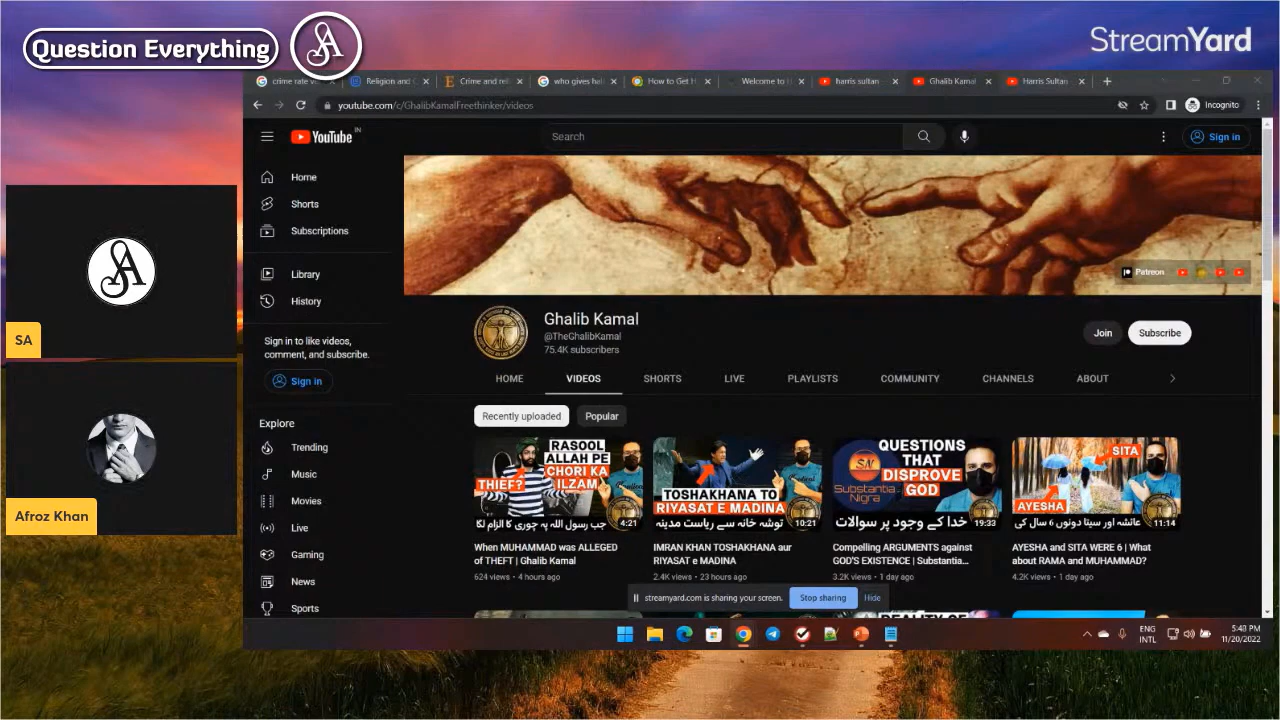 Question Everything
StreamYard
crime rate v
Religion and C
Crime and rel
who gives hal
How to Get H
Welcome to H
harris sultan
Ghalib Kamal
Harris Sultan
youtube.com/c/GhalibKamalFreethinker/videos
Incognito
YouTube IN
Search
Sign in
Home
Shorts
Subscriptions
Library
History
Sign in to like videos,
comment, and subscribe.
Sign in
Explore
Trending
Music
Movies
Live
Gaming
News
Sports
Patreon
Ghalib Kamal
@TheGhalibKamal
75.4K subscribers
Join
Subscribe
HOME
VIDEOS
SHORTS
LIVE
PLAYLISTS
COMMUNITY
CHANNELS
ABOUT
Recently uploaded
Popular
RASOOL
ALLAH PE
CHORI KA
ILZAM
THIEF?
جب رسول اللہ پہ چوری کا الزام لگا
4:21
When MUHAMMAD was ALLEGED
of THEFT | Ghalib Kamal
624 views • 4 hours ago
TOSHAKHANA TO
RIYASAT E MADINA
توشہ خانہ سے ریاست مدینہ
10:21
IMRAN KHAN TOSHAKHANA aur
RIYASAT e MADINA
2.4K views • 23 hours ago
QUESTIONS
THAT
DISPROVE
GOD
SN
Substantia
Nigra
خدا کے وجود پر سوالات
19:33
Compelling ARGUMENTS against
GOD'S EXISTENCE | Substantia...
3.2K views • 1 day ago
SITA
AYESHA
عائشہ اور سیتا دونوں 6 سال کی
11:14
AYESHA and SITA WERE 6 | What
about RAMA and MUHAMMAD?
4.2K views • 1 day ago
streamyard.com is sharing your screen.
Stop sharing
Hide
ENG
INTL
5:48 PM
11/20/2022
SA
Afroz Khan